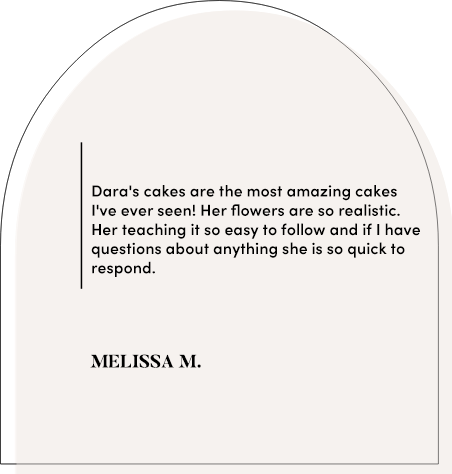 Dara's cakes are the most amazing cakes
I've ever seen! Her flowers are so realistic.
Her teaching it so easy to follow and if I have
questions about anything she is so quick to
respond.
MELISSA M.